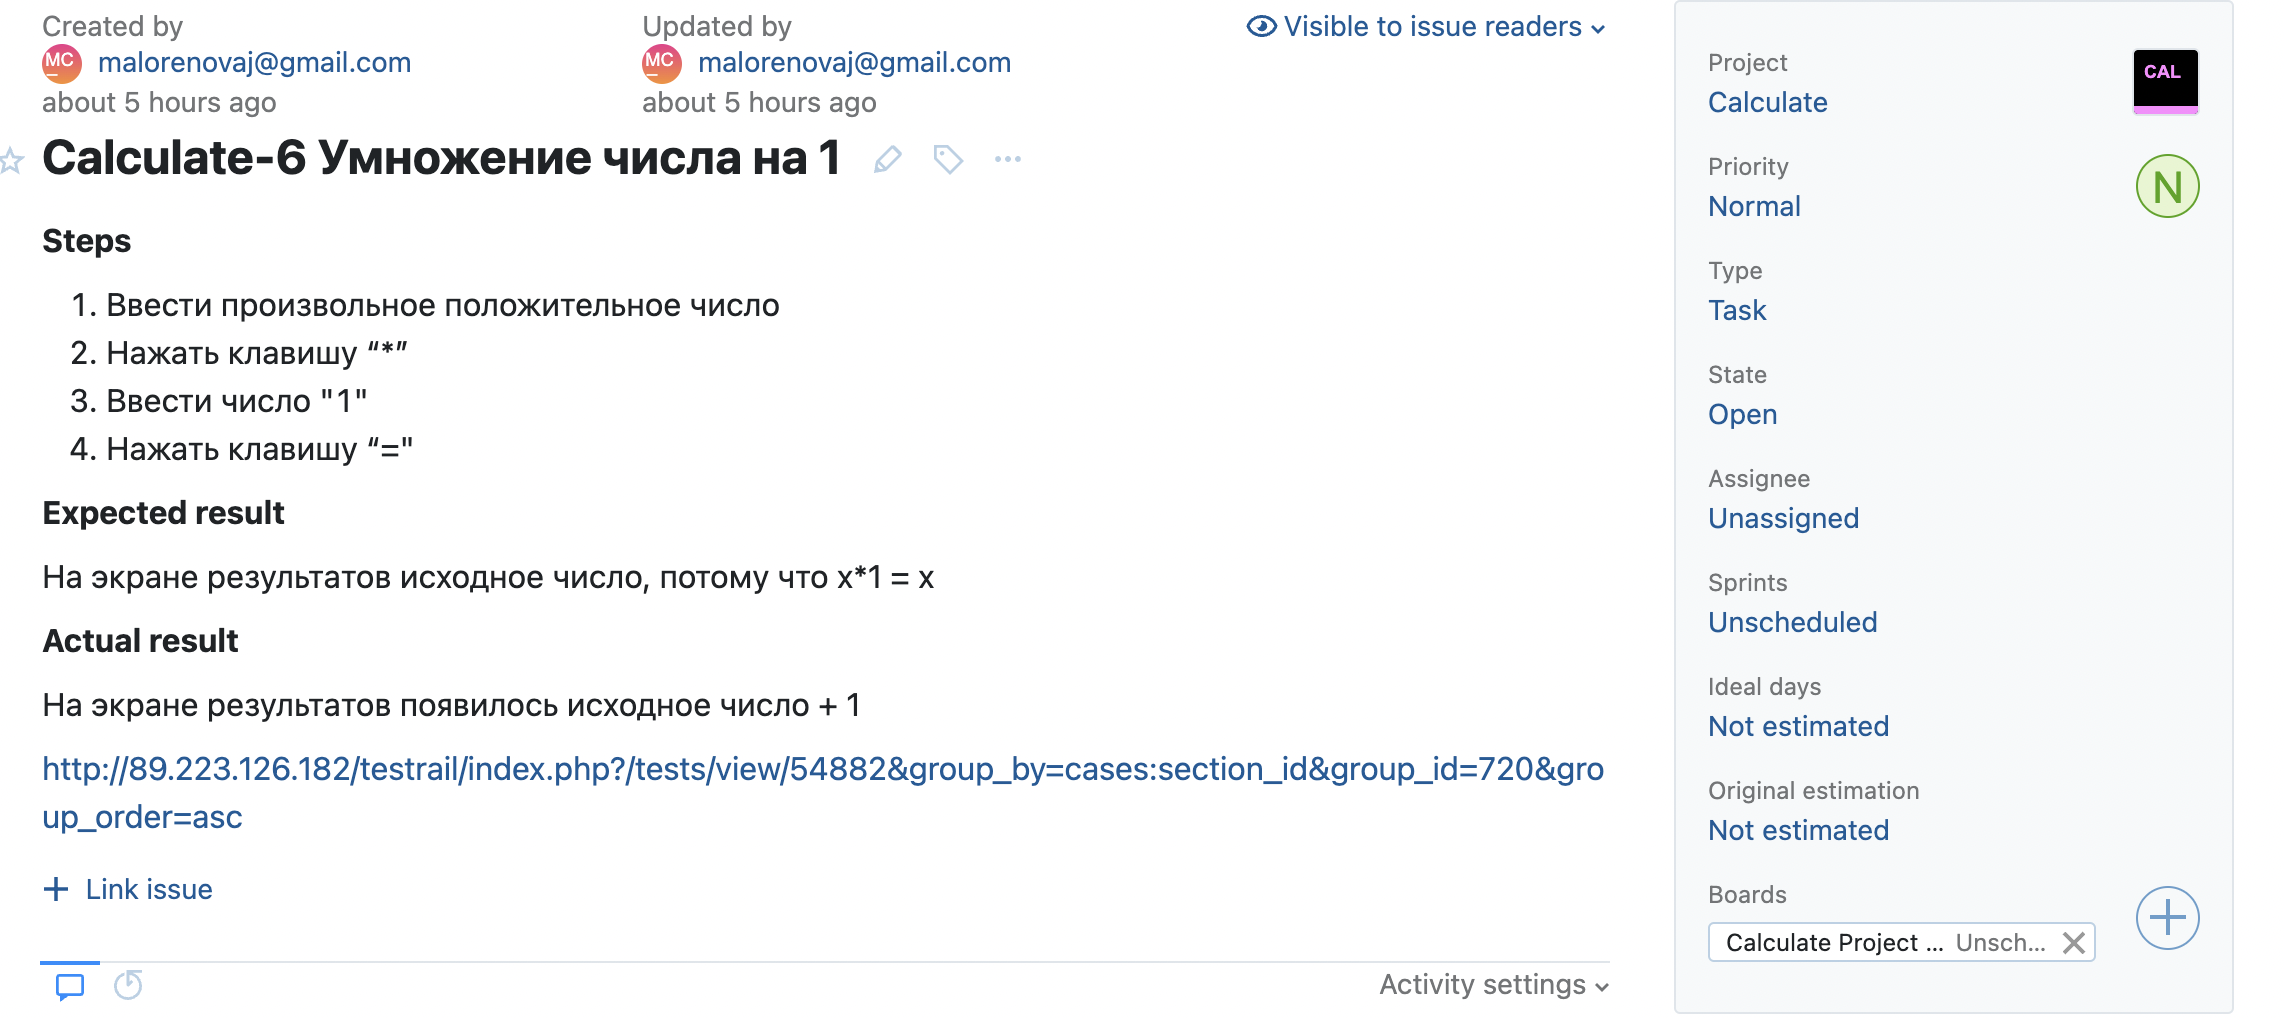 Created by
MC
malorenovaj@gmail.com
about 5 hours ago
Updated by
MC
malorenovaj@gmail.com
about 5 hours ago
Visible to issue readers
Calculate-6 Умножение числа на 1
Steps
1. Ввести произвольное положительное число
2. Нажать клавишу “*”
3. Ввести число "1"
4. Нажать клавишу “="
Expected result
На экране результатов исходное число, потому что x*1 = x
Actual result
На экране результатов появилось исходное число + 1
http://89.223.126.182/testrail/index.php?/tests/view/54882&group_by=cases:section_id&group_id=720&gro
up_order=asc
Link issue
Activity settings
Project
Calculate
CAL
Priority
Normal
N
Type
Task
State
Open
Assignee
Unassigned
Sprints
Unscheduled
Ideal days
Not estimated
Original estimation
Not estimated
Boards
Calculate Project ... Unsch...